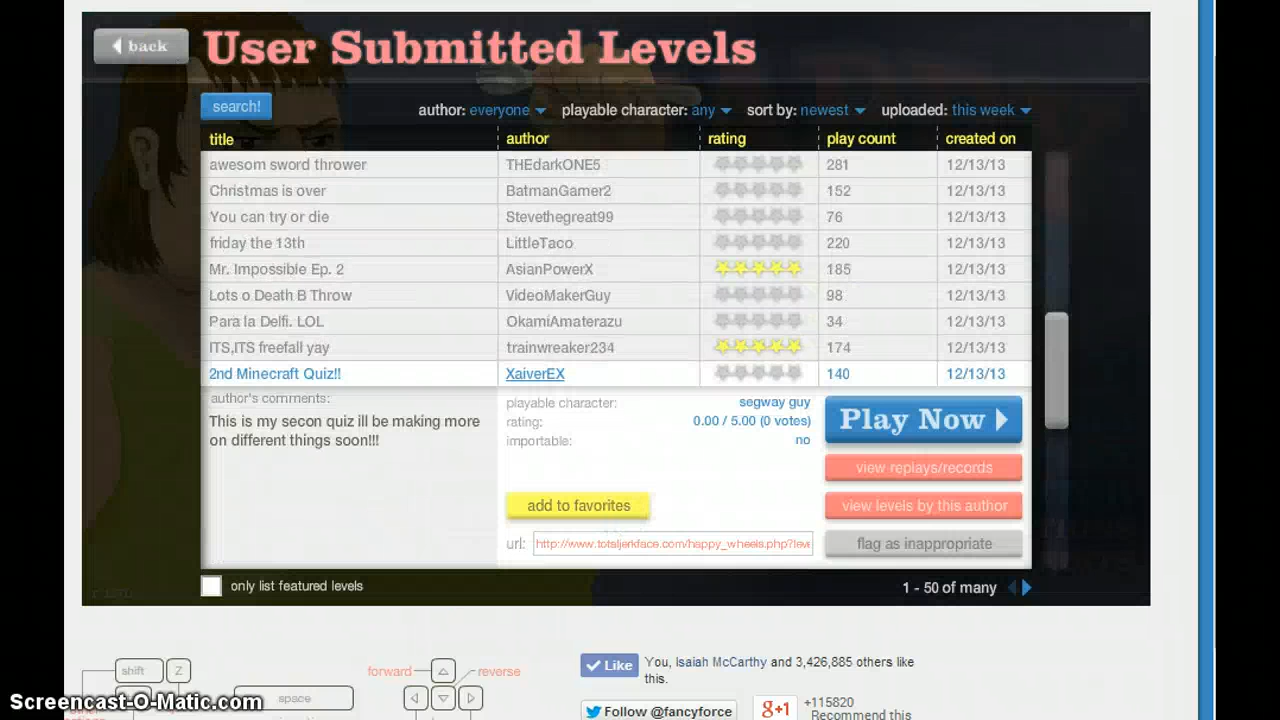 back
User Submitted Levels
search!
author: everyone playable character: any sort by: newest uploaded: this week
title author rating play count created on
awesom sword thrower THEdarkONE5 281 12/13/13
Christmas is over BatmanGamer2 152 12/13/13
You can try or die Stevethegreat99 76 12/13/13
friday the 13th LittleTaco 220 12/13/13
Mr. Impossible Ep. 2 AsianPowerX 185 12/13/13
Lots o Death B Throw VideoMakerGuy 98 12/13/13
Para la Delfi. LOL OkamiAmaterazu 34 12/13/13
ITS,ITS freefall yay trainwreaker234 174 12/13/13
2nd Minecraft Quiz!! XaiverEX 140 12/13/13
author's comments:
This is my secon quiz ill be making more
on different things soon!!!
playable character: segway guy
rating: 0.00 / 5.00 (0 votes)
importable: no
Play Now
view replays/records
add to favorites
view levels by this author
url: http://www.totaljerkface.com/happy_wheels.php?leve
flag as inappropriate
only list featured levels
1 - 50 of many
shift Z
space
forward
reverse
Like
You, Isaiah McCarthy and 3,426,885 others like
this.
Follow @fancyforce
g+1
+115820
Recommend this
Screencast-O-Matic.com